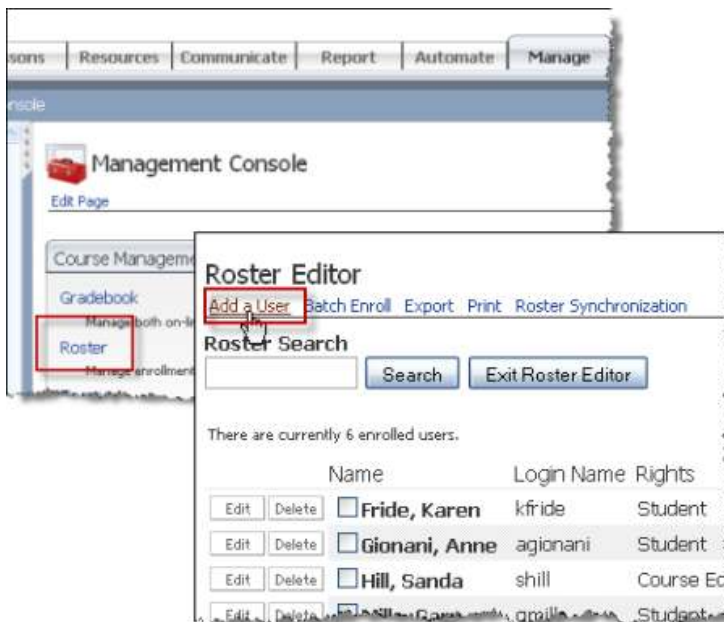 sons Resources Communicate Report Automate Manage
onsole
Management Console
Edit Page
Course Manageme
Gradebook
Manage both on-li
Roster
Manage enrollment
Roster Editor
Add a User Batch Enroll Export Print Roster Synchronization
Roster Search
Search Exit Roster Editor
There are currently 6 enrolled users.
Name Login Name Rights
Edit Delete Fride, Karen kfride Student
Edit Delete Gionani, Anne agionani Student
Edit Delete Hill, Sanda shill Course Ed
Edit Delete Student